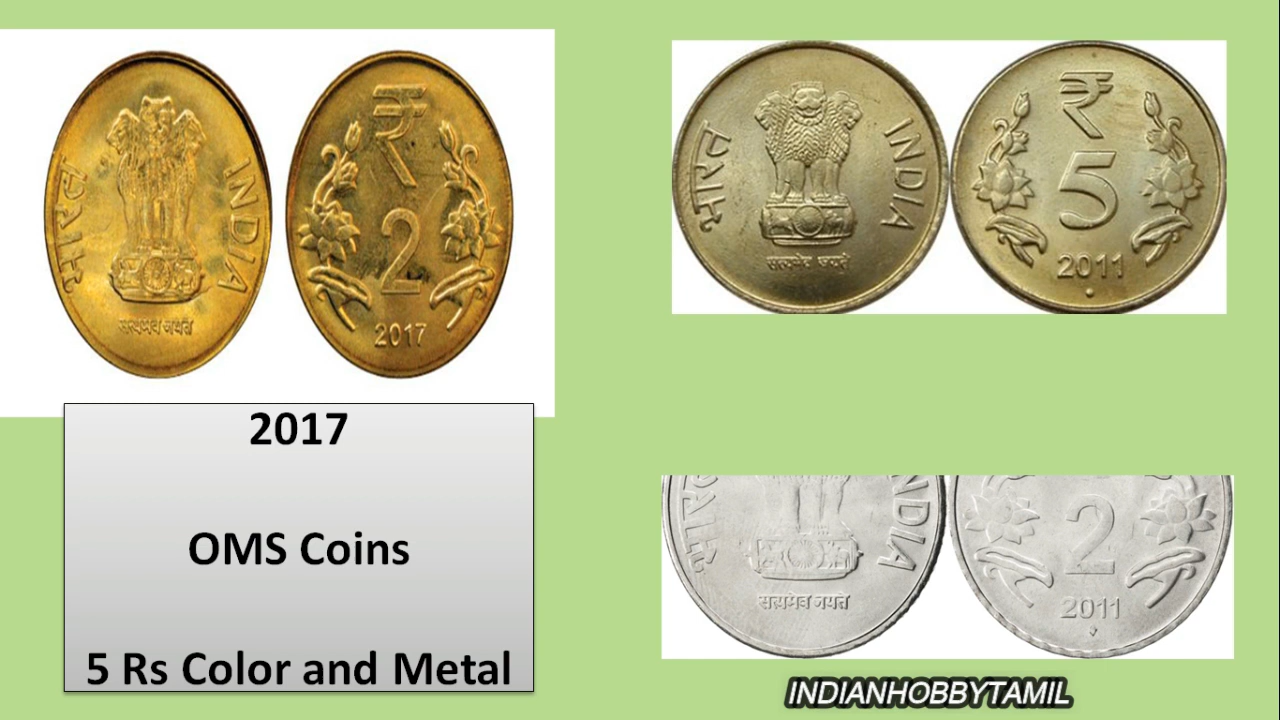 भारत
INDIA
सत्यमेव जयते
₹
2
2017
भारत
INDIA
सत्यमेव जयते
₹
5
2011
2017
OMS Coins
5 Rs Color and Metal
INDIA
सत्यमेव जयते
2
2011
INDIANHOBBYTAMIL